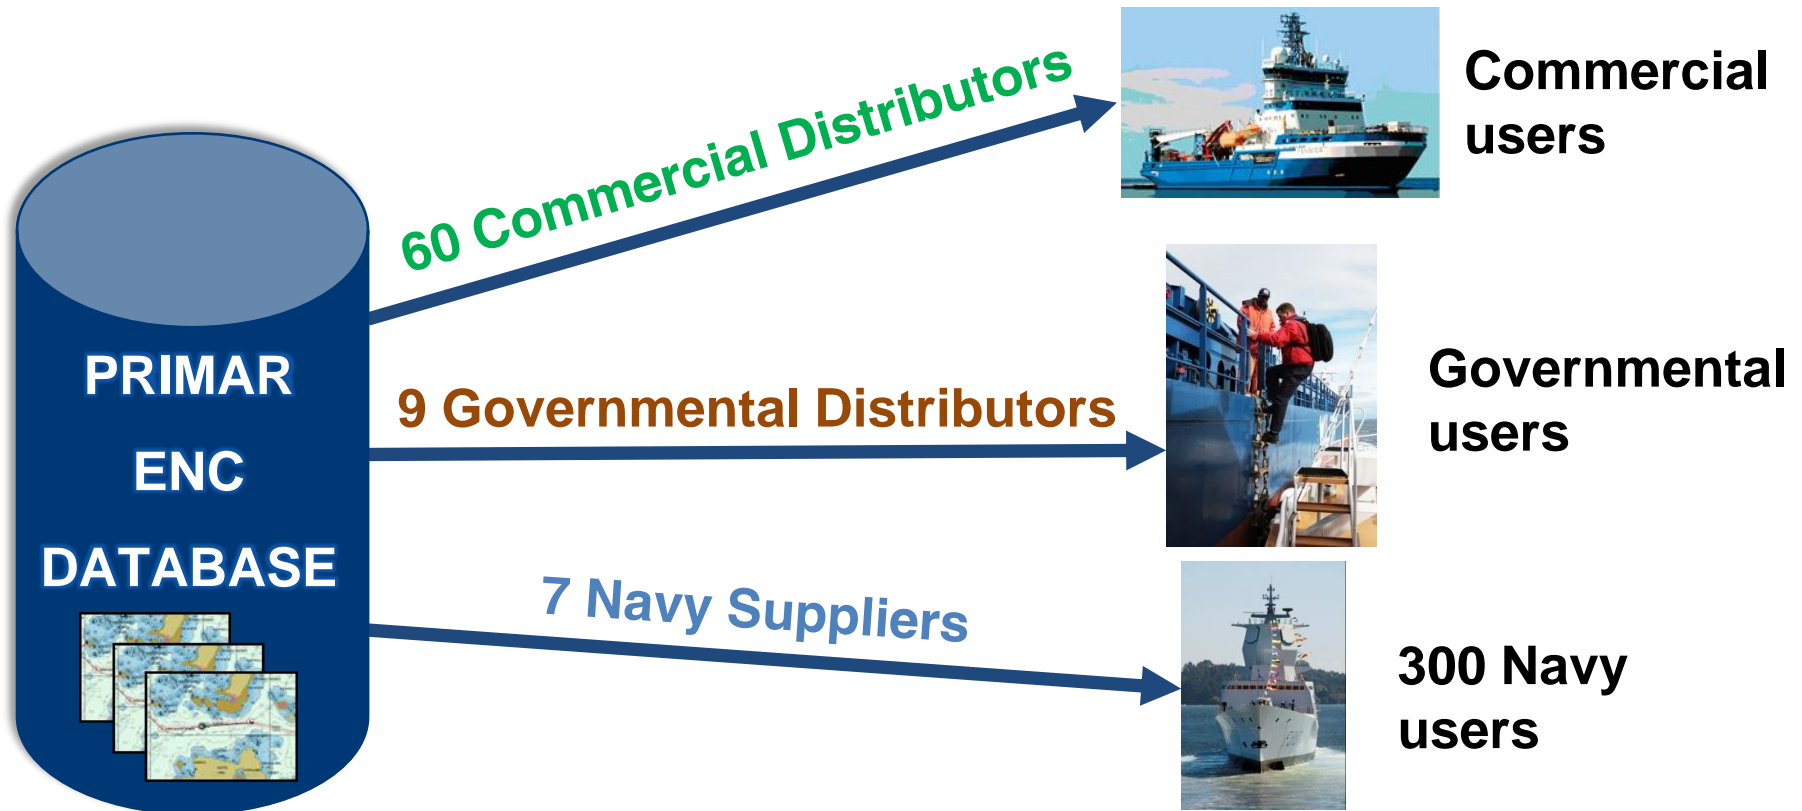 60 Commercial Distributors
Commercial
users
PRIMAR
ENC
DATABASE
9 Governmental Distributors
Governmental
users
7 Navy Suppliers
300 Navy
users